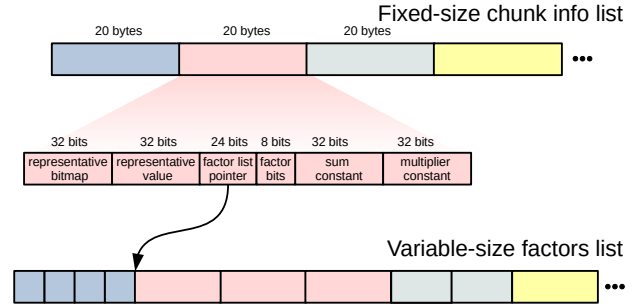 Fixed-size chunk info list
20 bytes 20 bytes 20 bytes
•••
32 bits 32 bits 24 bits 8 bits 32 bits 32 bits
representative bitmap
representative value
factor list pointer
factor bits
sum constant
multiplier constant
Variable-size factors list
•••